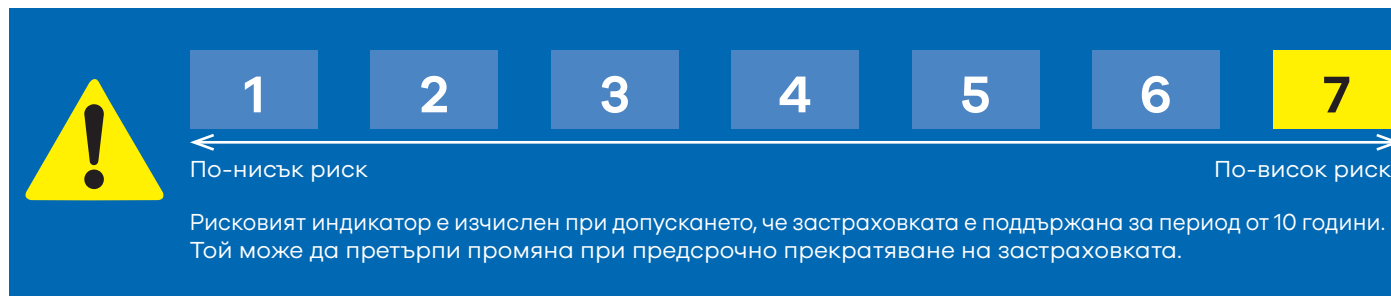 1 2 3 4 5 6 7
По-нисък риск По-висок риск
Рисковият индикатор е изчислен при допускането, че застраховката е поддържана за период от 10 години.
Той може да претърпи промяна при предсрочно прекратяване на застраховката.